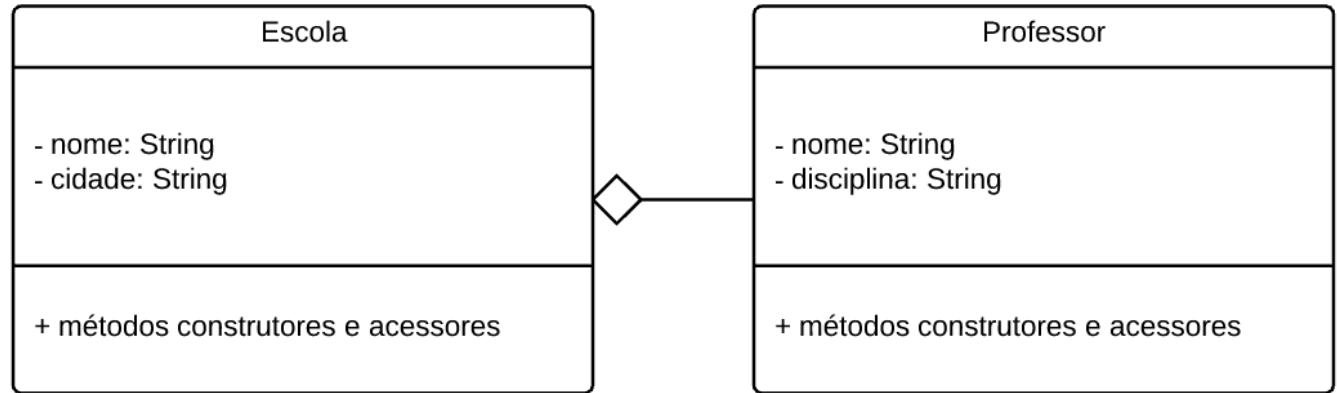 Escola
- nome: String
- cidade: String
+ métodos construtores e acessores
Professor
- nome: String
- disciplina: String
+ métodos construtores e acessores